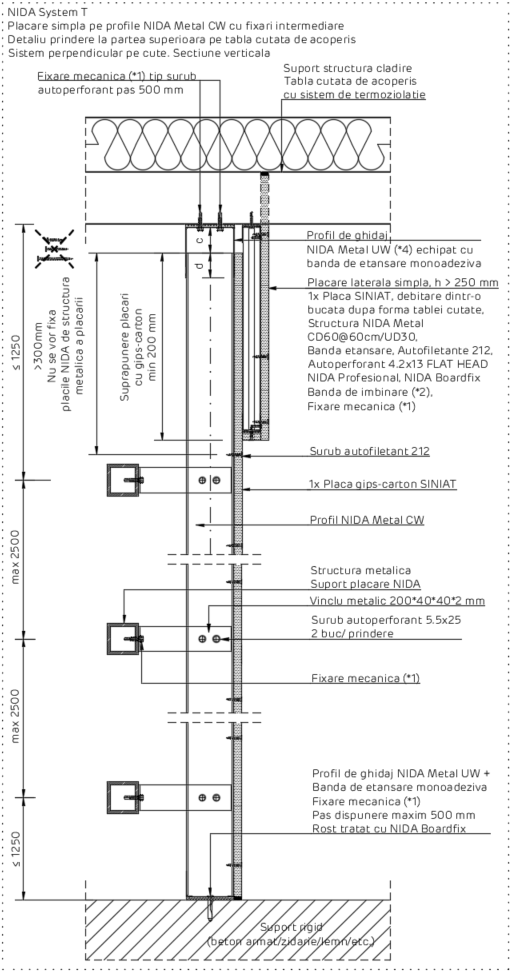 NIDA System T
Placare simpla pe profile NIDA Metal CW cu fixari intermediare
Detaliu prindere la partea superioara pe tabla cutata de acoperis
Sistem perpendicular pe cute. Sectiune verticala
Fixare mecanica (*1) tip surub
autoperforant pas 500 mm
Suport structura cladire
Tabla cutata de acoperis
cu sistem de termoziolatie
c
d
≤ 1250
>300mm
Nu se vor fixa
placile NIDA de structura
metalica a placarii
Suprapunere placari
cu gips-carton
min 200 mm
Profil de ghidaj
NIDA Metal UW (*4) echipat cu
banda de etansare monoadeziva
Placare laterala simpla, h > 250 mm
1x Placa SINIAT, debitare dintr-o
bucata dupa forma tablei cutate,
Structura NIDA Metal
CD60@60cm/UD30,
Banda etansare, Autofiletante 212,
Autoperforant 4.2x13 FLAT HEAD
NIDA Profesional, NIDA Boardfix
Banda de imbinare (*2),
Fixare mecanica (*1)
Surub autofiletant 212
1x Placa gips-carton SINIAT
Profil NIDA Metal CW
max 2500
Structura metalica
Suport placare NIDA
Vinclu metalic 200*40*40*2 mm
Surub autoperforant 5.5x25
2 buc/ prindere
Fixare mecanica (*1)
max 2500
Profil de ghidaj NIDA Metal UW +
Banda de etansare monoadeziva
Fixare mecanica (*1)
Pas dispunere maxim 500 mm
Rost tratat cu NIDA Boardfix
≤ 1250
Suport rigid
(beton armat/zidarie/lemn/etc.)